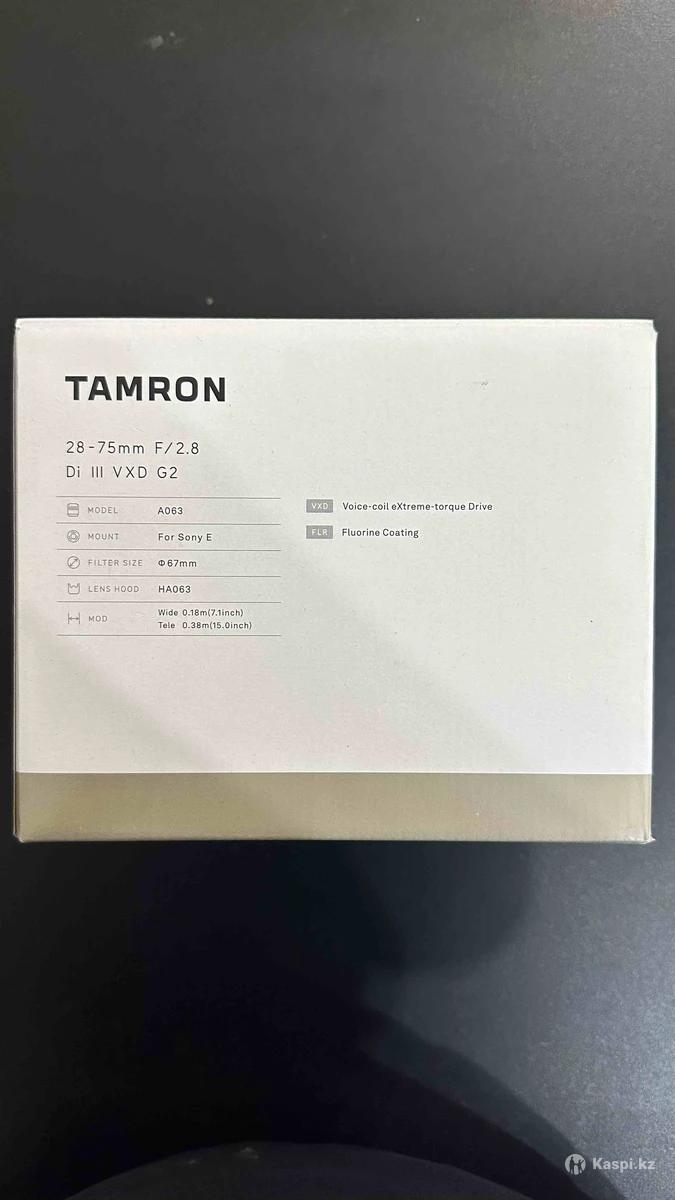 TAMRON
28-75mm F/2.8
Di III VXD G2
MODEL A063
MOUNT For Sony E
FILTER SIZE Φ67mm
LENS HOOD HA063
MOD Wide 0.18m(7.1inch)
Tele 0.38m(15.0inch)
VXD Voice-coil eXtreme-torque Drive
FLR Fluorine Coating
Kaspi.kz